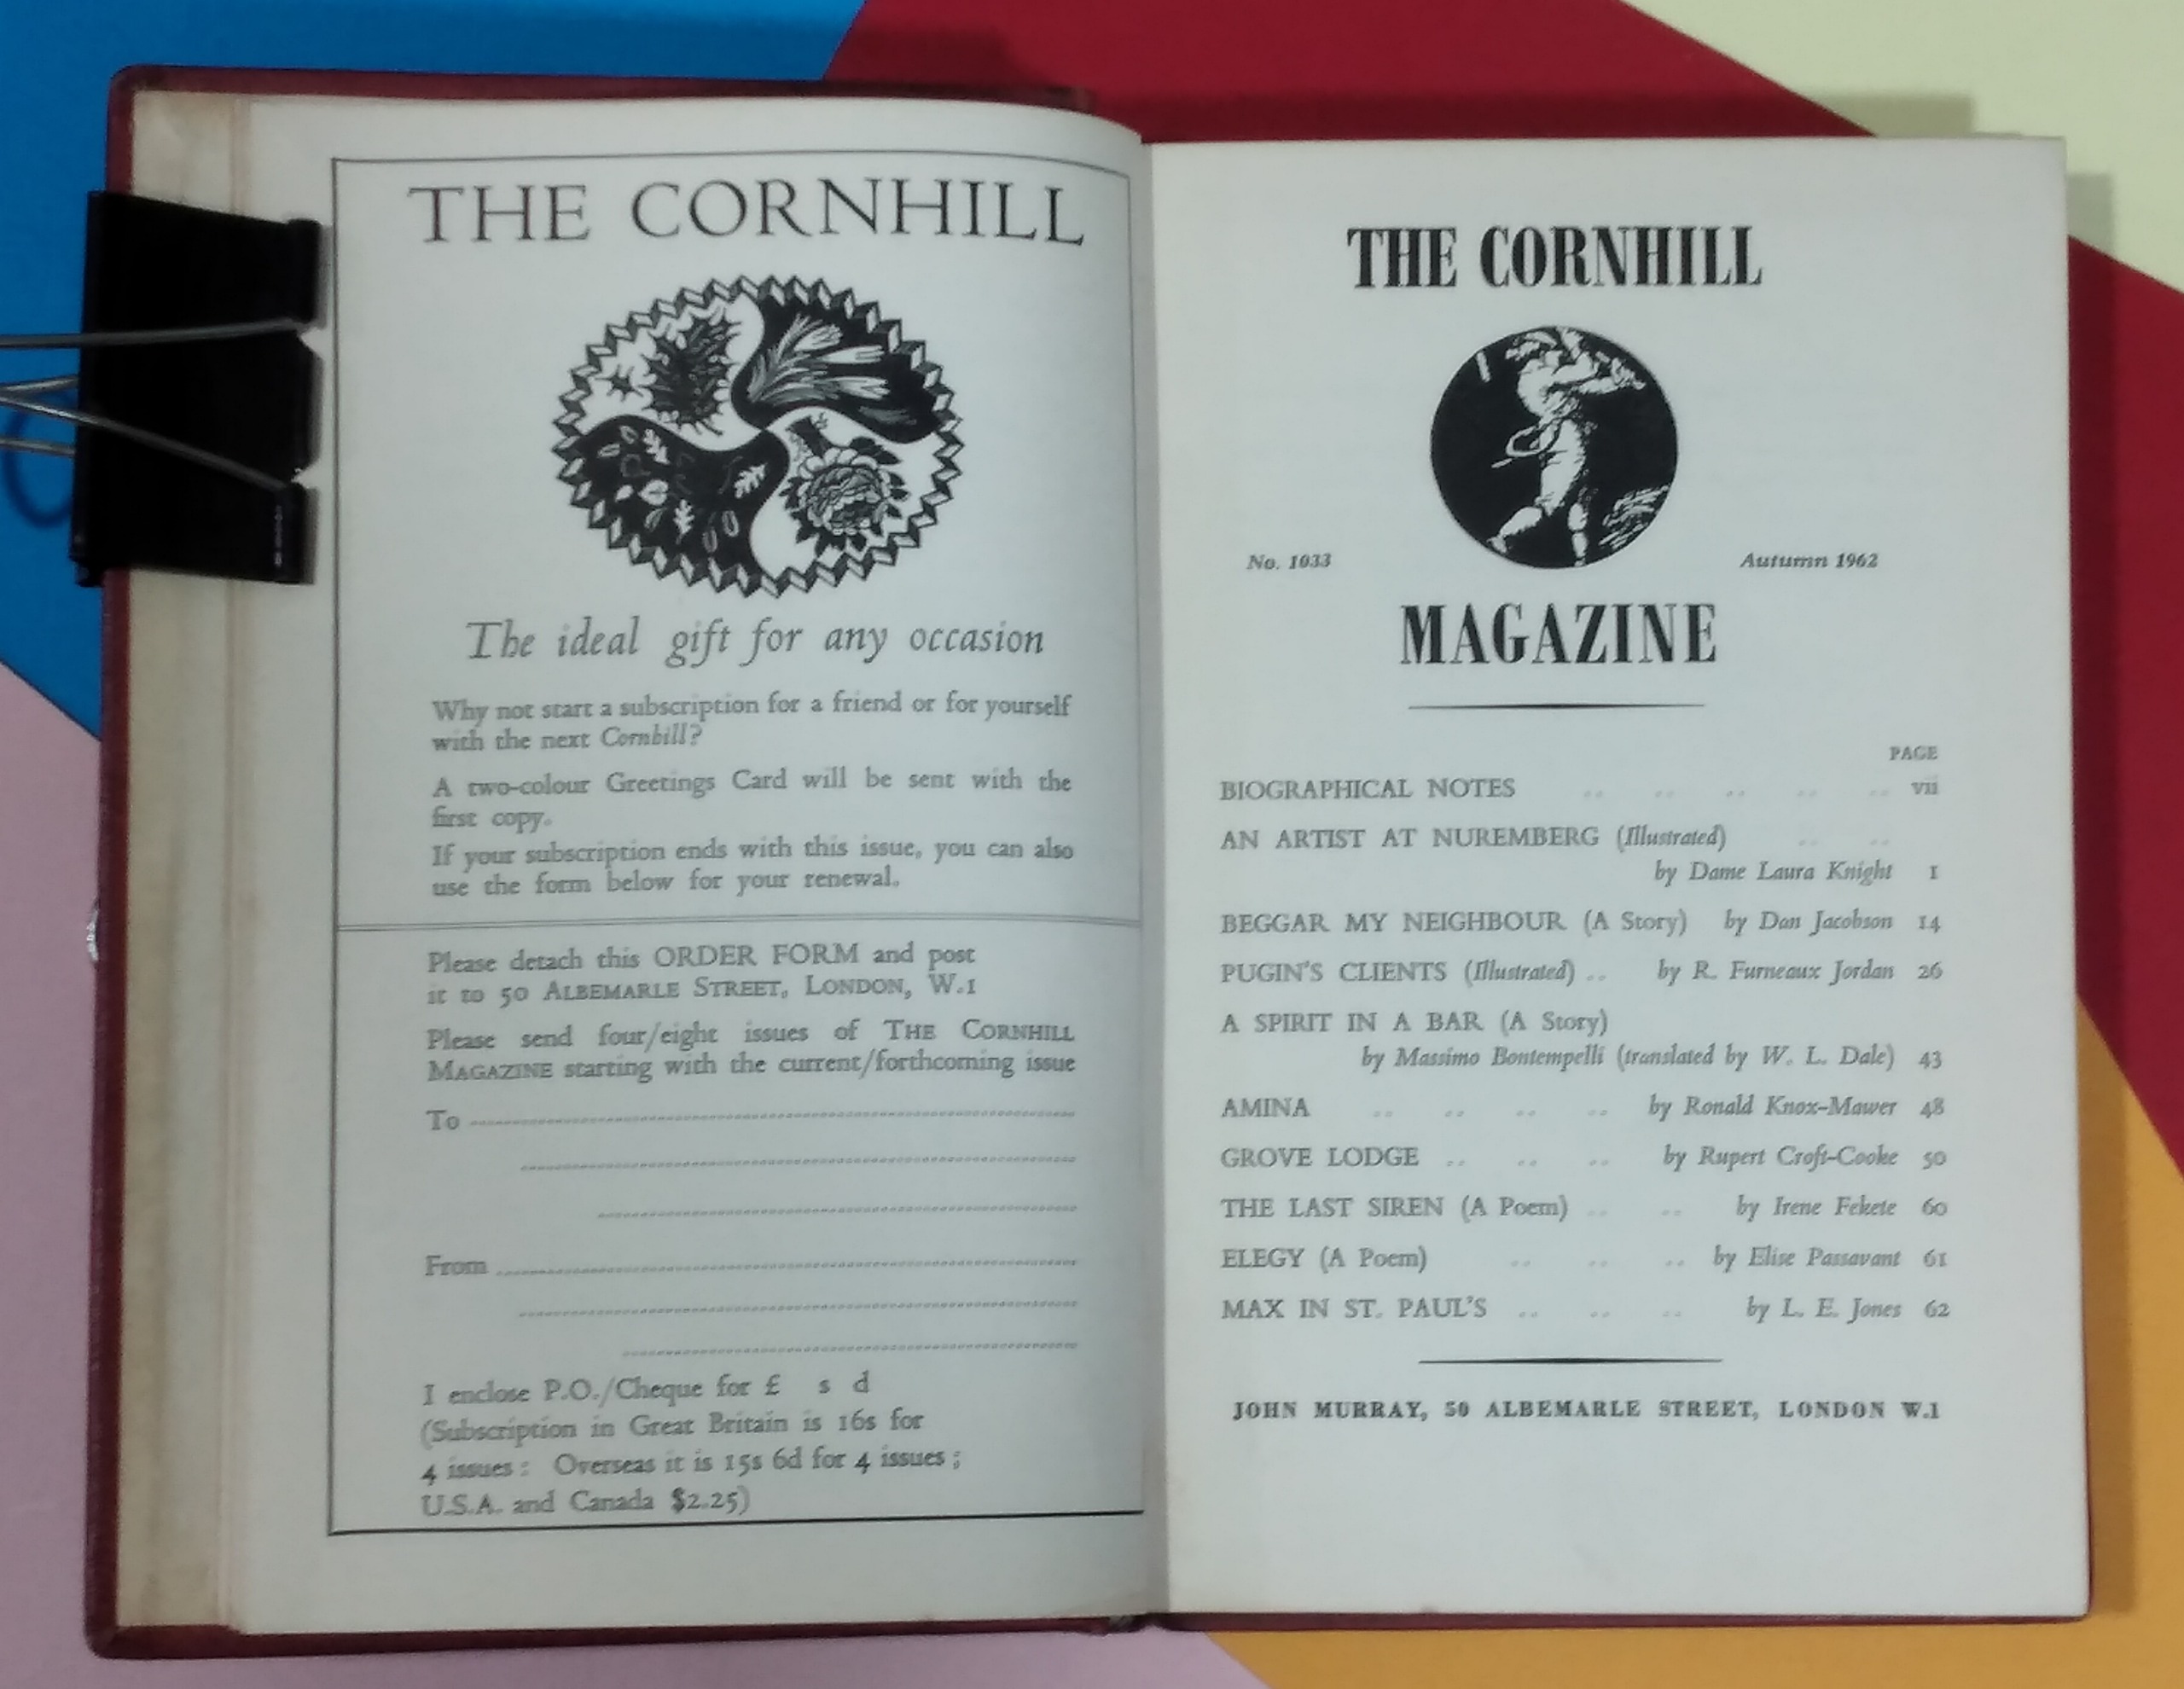 THE CORNHILL
The ideal gift for any occasion
Why not start a subscription for a friend or for yourself
with the next Cornhill?
A two-colour Greetings Card will be sent with the
first copy.
If your subscription ends with this issue, you can also
use the form below for your renewal.
Please detach this ORDER FORM and post
it to 50 ALBEMARLE STREET, LONDON, W.1
Please send four/eight issues of THE CORNHILL
MAGAZINE starting with the current/forthcoming issue
To
From
I enclose P.O./Cheque for £ s d
(Subscription in Great Britain is 16s for
4 issues: Overseas it is 15s 6d for 4 issues;
U.S.A. and Canada $2.25)
THE CORNHILL
No. 1033 Autumn 1962
MAGAZINE
PAGE
BIOGRAPHICAL NOTES .. .. .. .. .. vii
AN ARTIST AT NUREMBERG (Illustrated) .. ..
by Dame Laura Knight 1
BEGGAR MY NEIGHBOUR (A Story) by Dan Jacobson 14
PUGIN'S CLIENTS (Illustrated) .. by R. Furneaux Jordan 26
A SPIRIT IN A BAR (A Story)
by Massimo Bontempelli (translated by W. L. Dale) 43
AMINA .. .. .. .. by Ronald Knox-Mawer 48
GROVE LODGE .. .. .. by Rupert Croft-Cooke 50
THE LAST SIREN (A Poem) .. .. by Irene Fekete 60
ELEGY (A Poem) .. .. .. by Elise Passavant 61
MAX IN ST. PAUL'S .. .. .. by L. E. Jones 62
JOHN MURRAY, 50 ALBEMARLE STREET, LONDON W.1